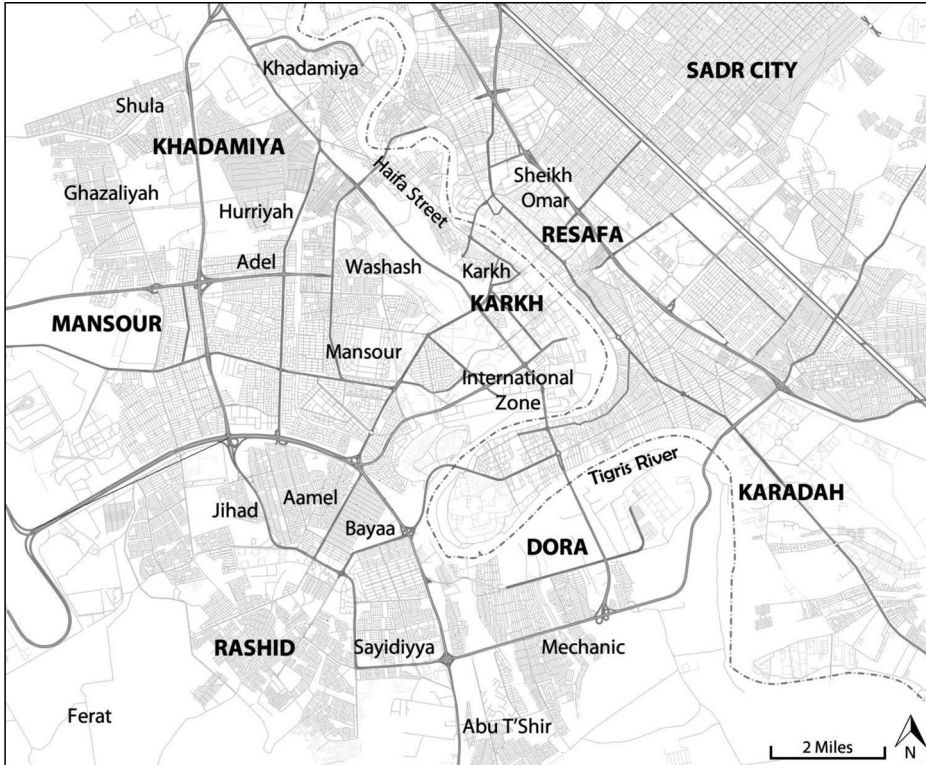 Khadamiya
SADR CITY
Shula
KHADAMIYA
Haifa Street
Ghazaliyah
Hurriyah
Sheikh
Omar
RESAFA
Adel
Washash
Karkh
KARKH
MANSOUR
Mansour
International
Zone
Tigris River
Jihad
Aamel
Bayaa
DORA
KARADAH
RASHID
Sayidiyya
Mechanic
Ferat
Abu T'Shir
2 Miles
N